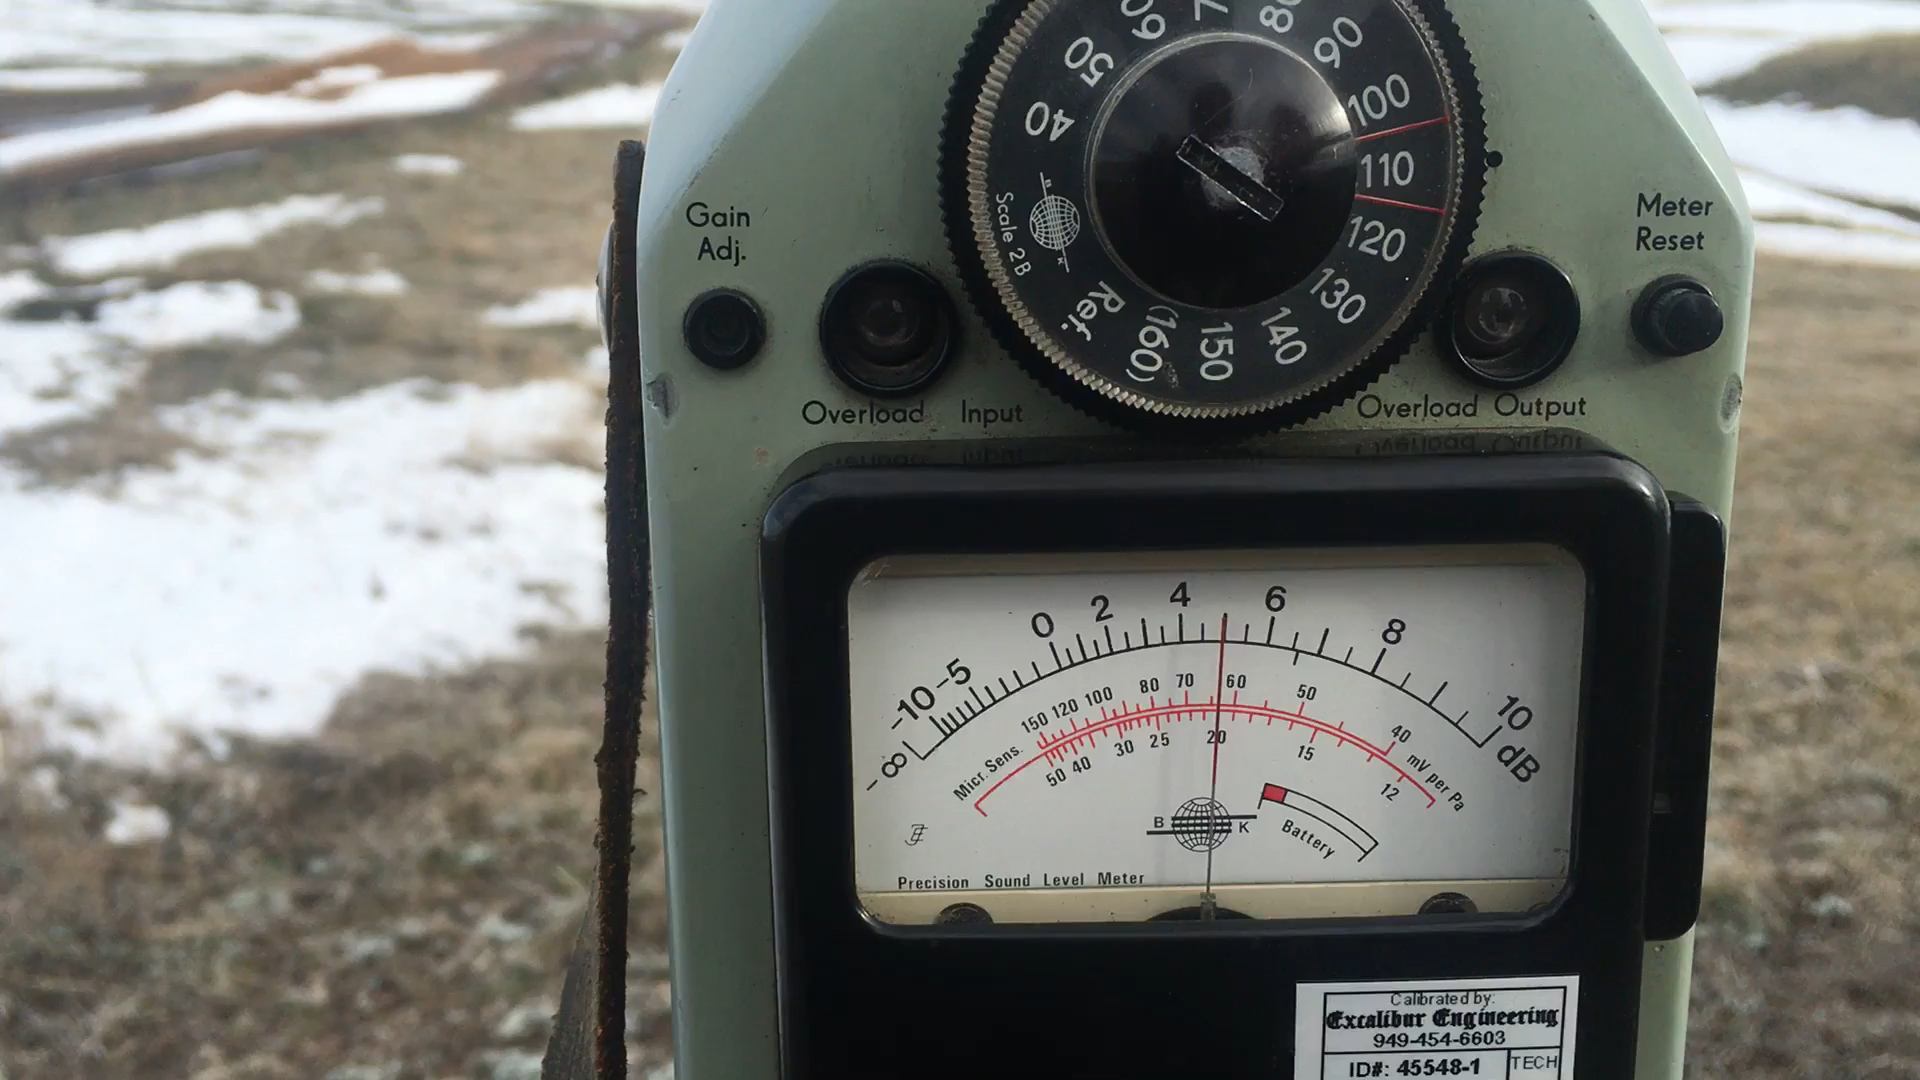 60 7 80 90
50 100
40 110
120
130
140
150
(160)
Ref.
Scale 2B
B K
Gain
Adj.
Meter
Reset
Overload Input
Overload Output
-∞ -10 -5 0 2 4 6 8 10 dB
Micr. Sens. 150 120 100 80 70 60 50 40 mV per Pa
50 40 30 25 20 15 12
B K
Battery
Precision Sound Level Meter
Calibrated by:
Excalibur Engineering
949-454-6603
ID#: 45548-1 TECH